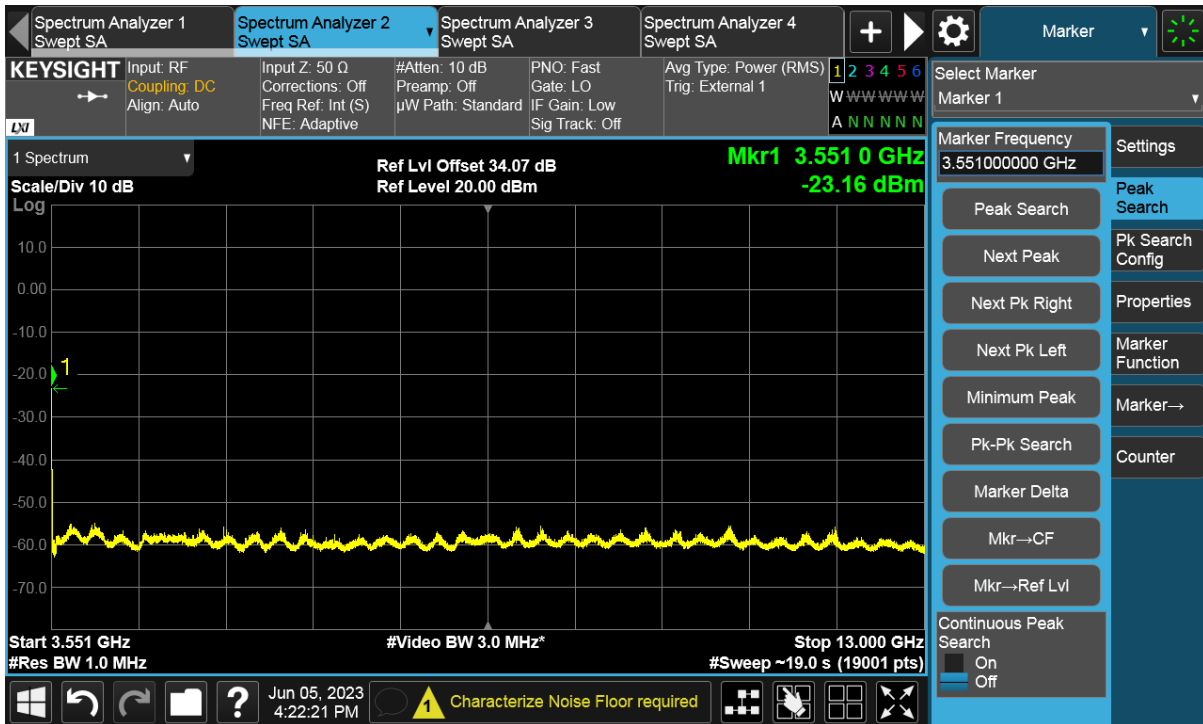 Spectrum Analyzer 1
Swept SA
Spectrum Analyzer 2
Swept SA
Spectrum Analyzer 3
Swept SA
Spectrum Analyzer 4
Swept SA
+
Marker
KEYSIGHT
LXI
Input: RF
Coupling: DC
Align: Auto
Input Z: 50 Ω
Corrections: Off
Freq Ref: Int (S)
NFE: Adaptive
#Atten: 10 dB
Preamp: Off
µW Path: Standard
PNO: Fast
Gate: LO
IF Gain: Low
Sig Track: Off
Avg Type: Power (RMS)
Trig: External 1
1 2 3 4 5 6
W W W W W W
A N N N N N
Select Marker
Marker 1
1 Spectrum
Scale/Div 10 dB
Log
Ref Lvl Offset 34.07 dB
Ref Level 20.00 dBm
Mkr1 3.551 0 GHz
-23.16 dBm
10.0
0.00
-10.0
-20.0
-30.0
-40.0
-50.0
-60.0
-70.0
1
Start 3.551 GHz
#Res BW 1.0 MHz
#Video BW 3.0 MHz*
Stop 13.000 GHz
#Sweep ~19.0 s (19001 pts)
Marker Frequency
3.551000000 GHz
Peak Search
Next Peak
Next Pk Right
Next Pk Left
Minimum Peak
Pk-Pk Search
Marker Delta
Mkr→CF
Mkr→Ref Lvl
Continuous Peak
Search
On
Off
Settings
Peak
Search
Pk Search
Config
Properties
Marker
Function
Marker→
Counter
?
Jun 05, 2023
4:22:21 PM
1
Characterize Noise Floor required